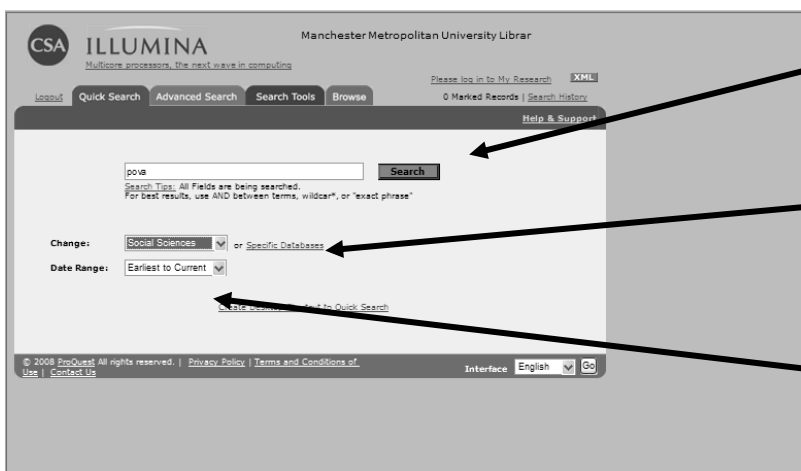 Manchester Metropolitan University Librar
CSA ILLUMINA
Multicore processors, the next wave in computing
Please log in to My Research XML
Logout Quick Search Advanced Search Search Tools Browse 0 Marked Records | Search History
Help & Support
pova Search
Search Tips: All Fields are being searched.
For best results, use AND between terms, wildcar*, or "exact phrase"
Change: Social Sciences or Specific Databases
Date Range: Earliest to Current
Create Desktop to Quick Search
© 2008 ProQuest All rights reserved. | Privacy Policy | Terms and Conditions of
Use | Contact Us
Interface English Go